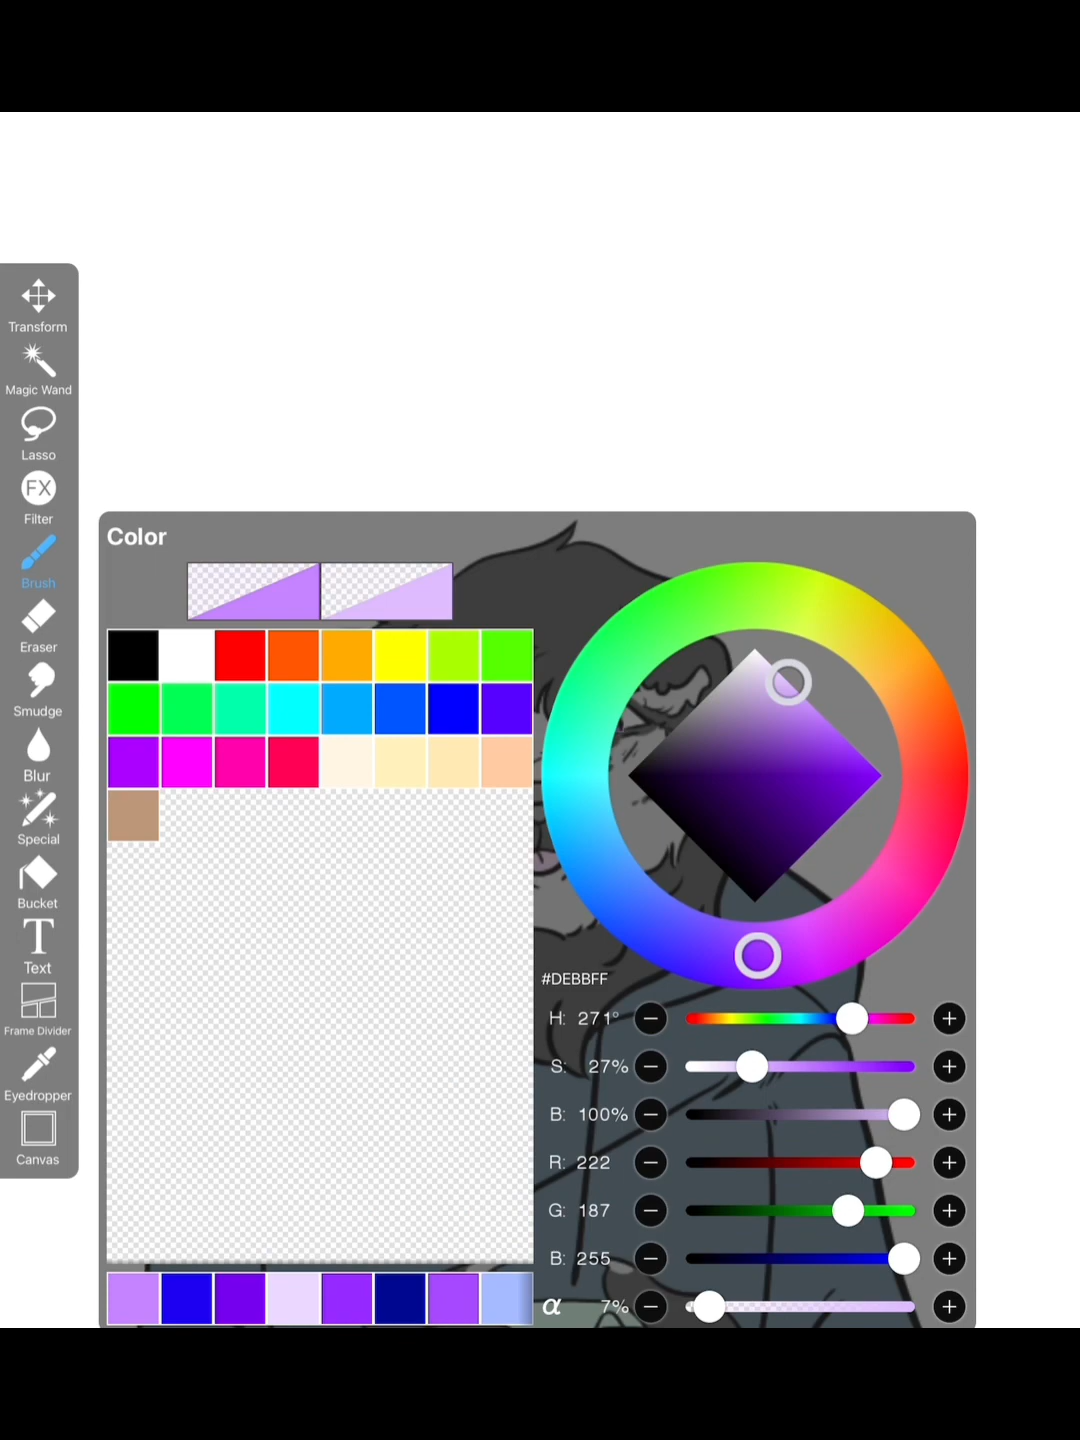 Transform
Magic Wand
Lasso
FX
Filter
Brush
Eraser
Smudge
Blur
Special
Bucket
T
Text
Frame Divider
Eyedropper
Canvas
Color
#DEBBFF
H: 271°
S: 27%
B: 100%
R: 222
G: 187
B: 255
α 7%